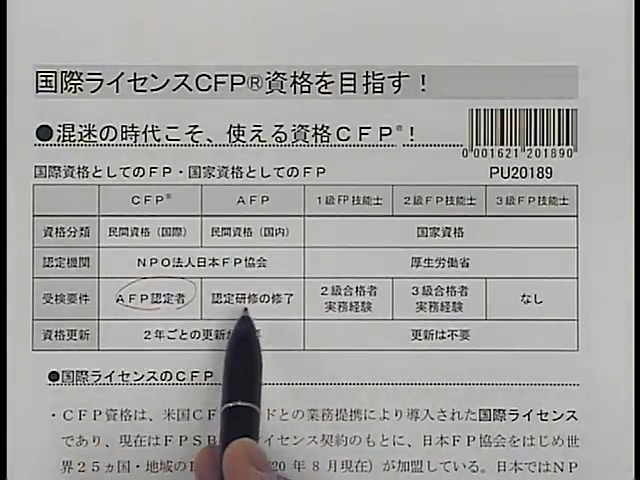 国際ライセンスCFP®資格を目指す！
●混迷の時代こそ、使える資格ＣＦＰ®！
0 001621 201890
国際資格としてのＦＰ・国家資格としてのＦＰ
PU20189
ＣＦＰ® ＡＦＰ １級FP技能士 ２級ＦＰ技能士 ３級ＦＰ技能士
資格分類 民間資格（国際） 民間資格（国内） 国家資格
認定機関 ＮＰＯ法人日本ＦＰ協会 厚生労働省
受検要件 ＡＦＰ認定者 認定研修の修了 ２級合格者 実務経験 ３級合格者 実務経験 なし
資格更新 ２年ごとの更新が 更新は不要
●国際ライセンスのＣＦＰ
・ＣＦＰ資格は、米国ＣＦ ドとの業務提携により導入された国際ライセンス
であり、現在はＦＰＳＢ イセンス契約のもとに、日本ＦＰ協会をはじめ世
界２５ヵ国・地域の 20 年 8 月現在）が加盟している。日本ではＮＰ